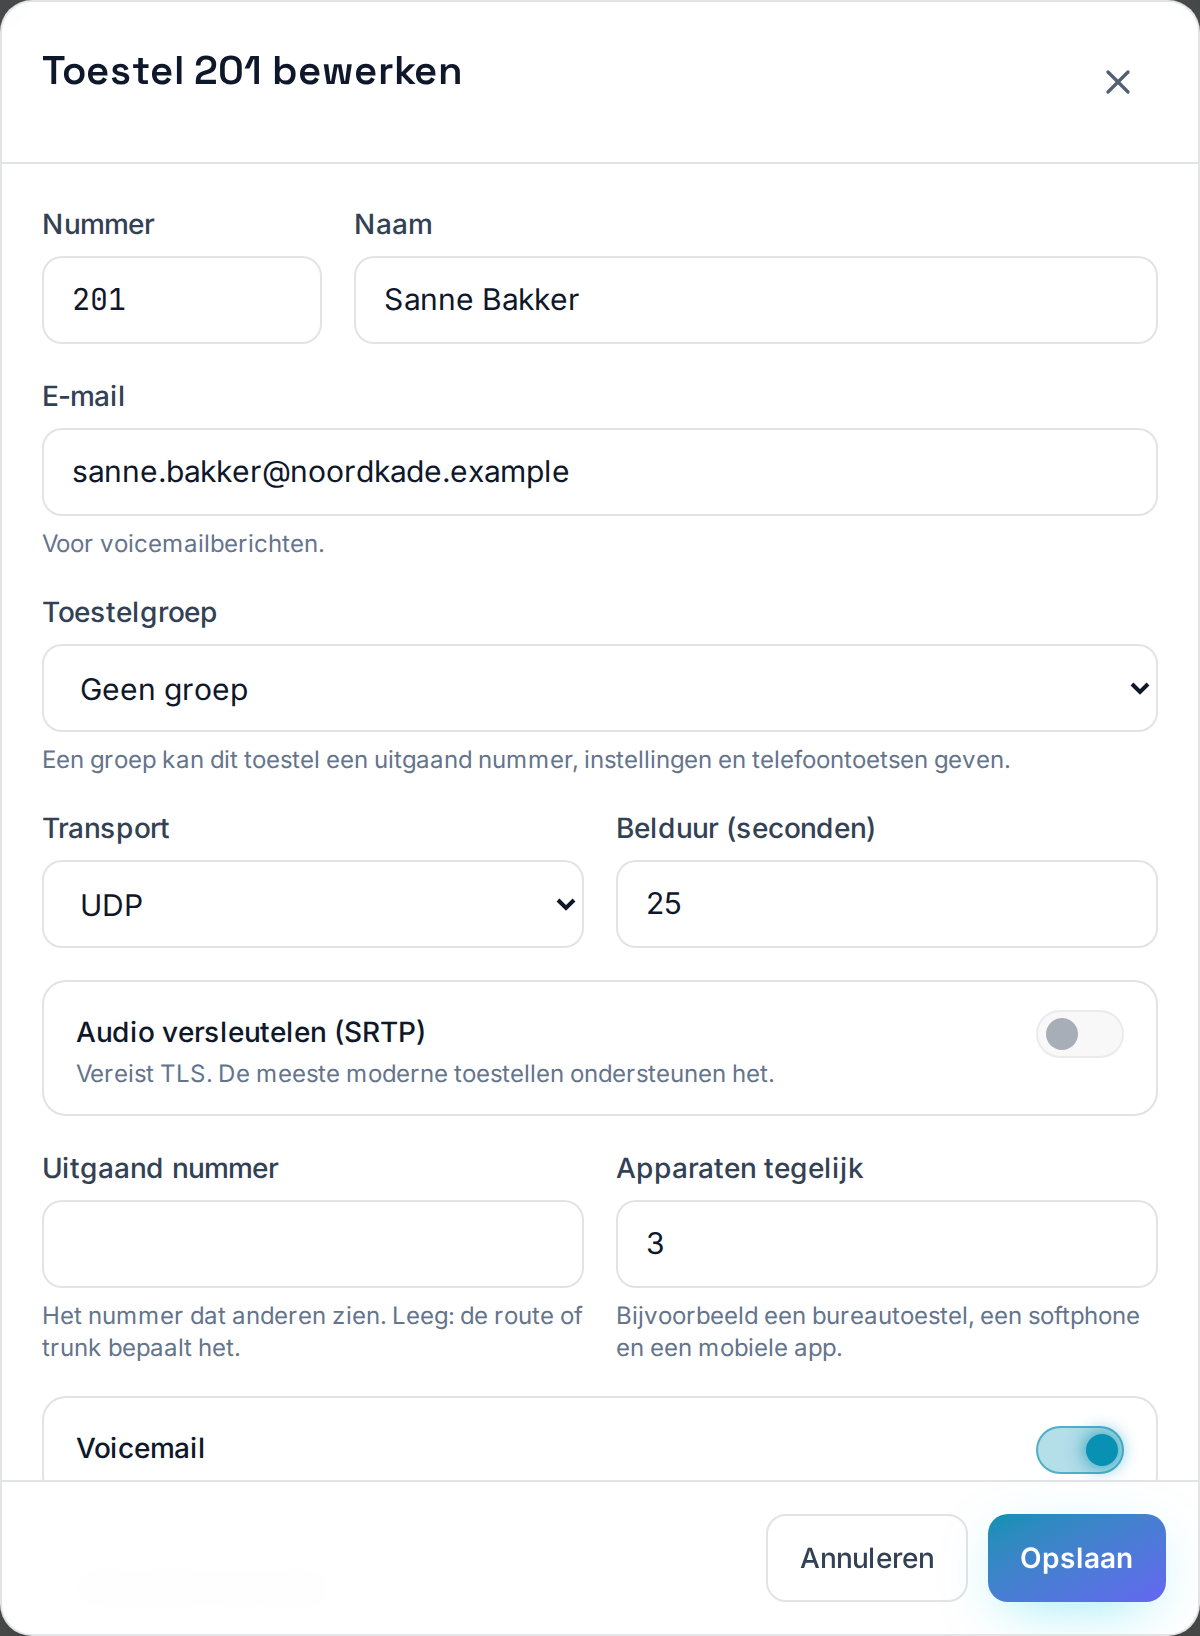 Toestel 201 bewerken
Nummer
Naam
201
Sanne Bakker
E-mail
sanne.bakker@noordkade.example
Voor voicemailberichten.
Toestelgroep
Geen groep
Een groep kan dit toestel een uitgaand nummer, instellingen en telefoontoetsen geven.
Transport
Belduur (seconden)
UDP
25
Audio versleutelen (SRTP)
Vereist TLS. De meeste moderne toestellen ondersteunen het.
Uitgaand nummer
Apparaten tegelijk
3
Het nummer dat anderen zien. Leeg: de route of
trunk bepaalt het.
Bijvoorbeeld een bureautoestel, een softphone
en een mobiele app.
Voicemail
Annuleren
Opslaan